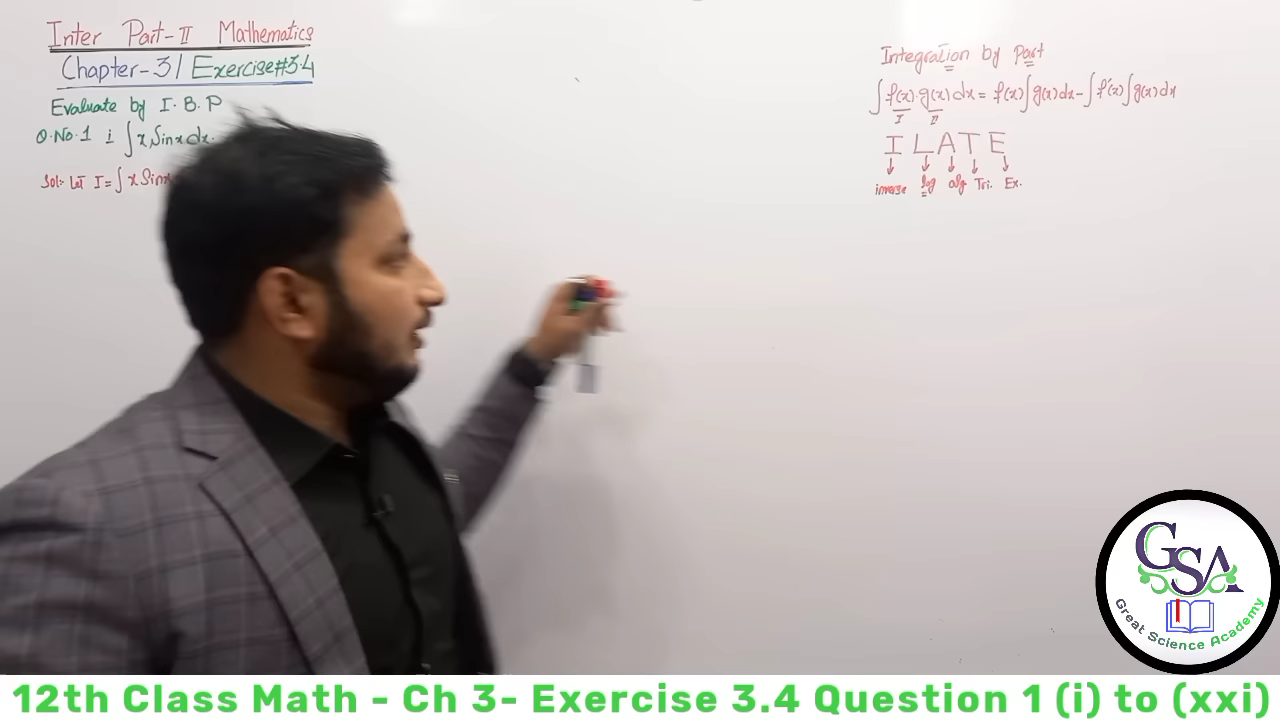 Inter Part-II Mathematics
Chapter-3/ Exercise#3.4
Evaluate by I.B.P
Q.No.1 i ∫x Sinx dx.
Sol:- Let I=∫x Sinx
Integration by Part
∫f(x).g(x)dx= f(x)∫g(x)dx-∫f'(x)∫g(x)dx
I II
I L A T E
inverse log alg Tri. Ex.
GSA
Great Science Academy
12th Class Math - Ch 3- Exercise 3.4 Question 1 (i) to (xxi)